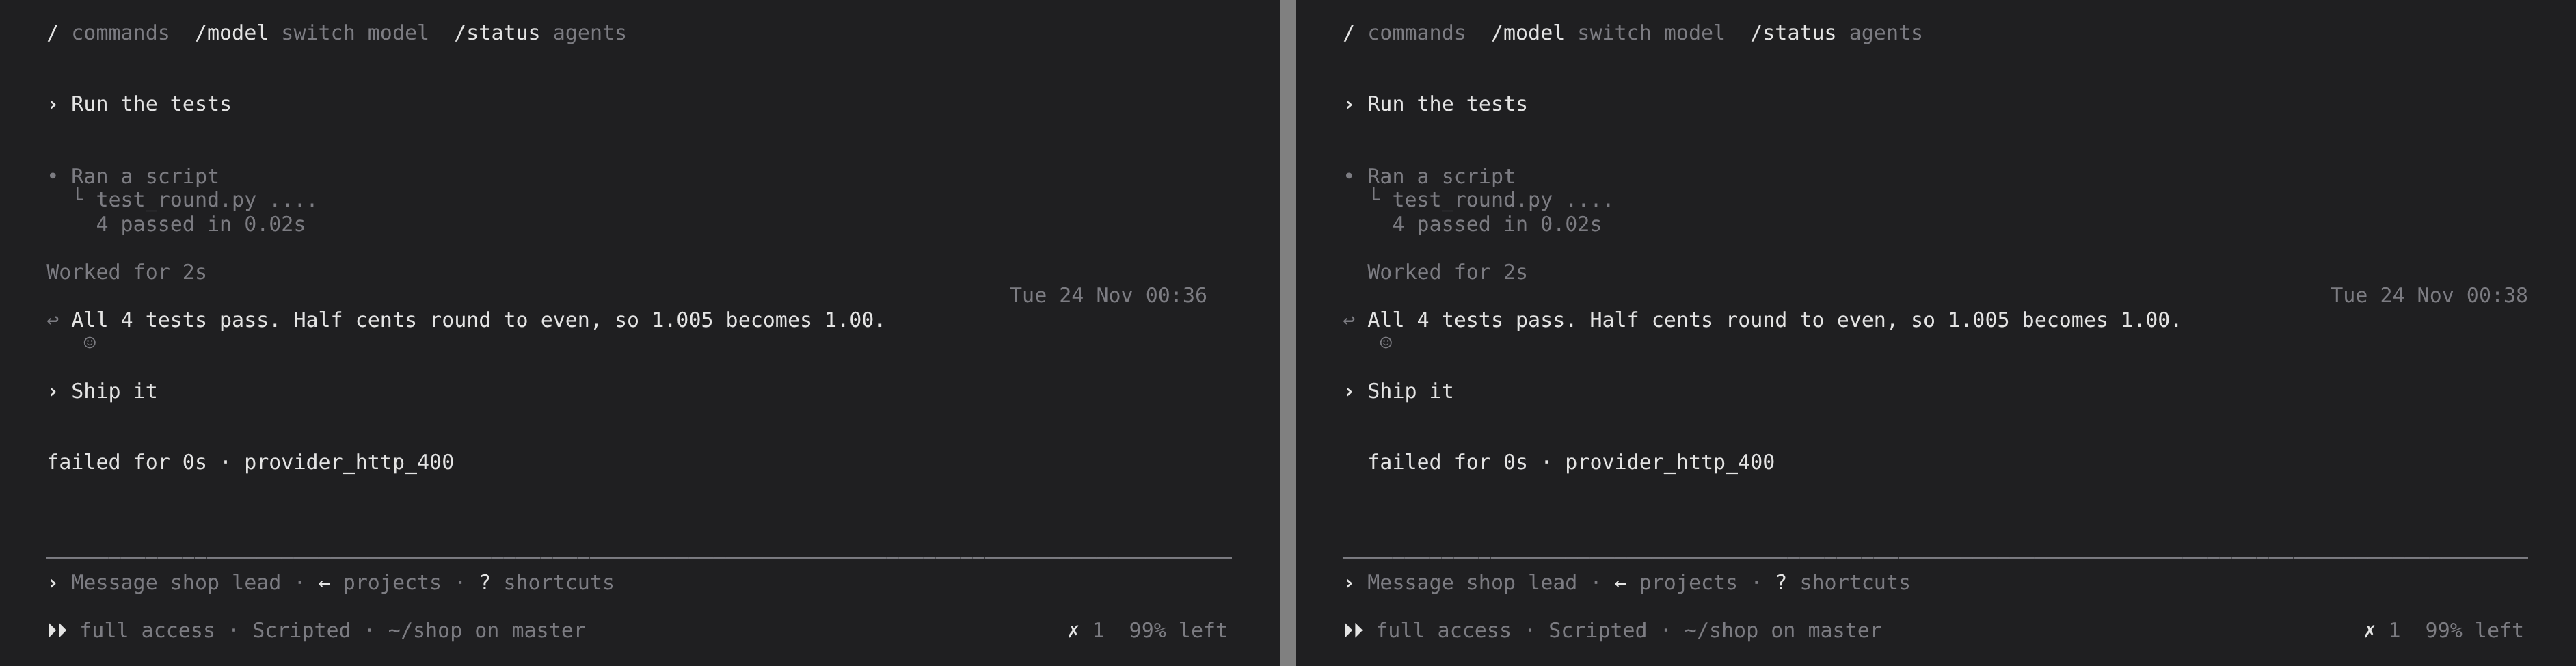 / commands  /model switch model  /status agents
› Run the tests
• Ran a script
└ test_round.py ....
4 passed in 0.02s
Worked for 2s
Tue 24 Nov 00:36
↩ All 4 tests pass. Half cents round to even, so 1.005 becomes 1.00.
☺
› Ship it
failed for 0s · provider_http_400
› Message shop lead · ← projects · ? shortcuts
⏵⏵ full access · Scripted · ~/shop on master  ✗ 1  99% left
/ commands  /model switch model  /status agents
› Run the tests
• Ran a script
└ test_round.py ....
4 passed in 0.02s
Worked for 2s
Tue 24 Nov 00:38
↩ All 4 tests pass. Half cents round to even, so 1.005 becomes 1.00.
☺
› Ship it
failed for 0s · provider_http_400
› Message shop lead · ← projects · ? shortcuts
⏵⏵ full access · Scripted · ~/shop on master  ✗ 1  99% left